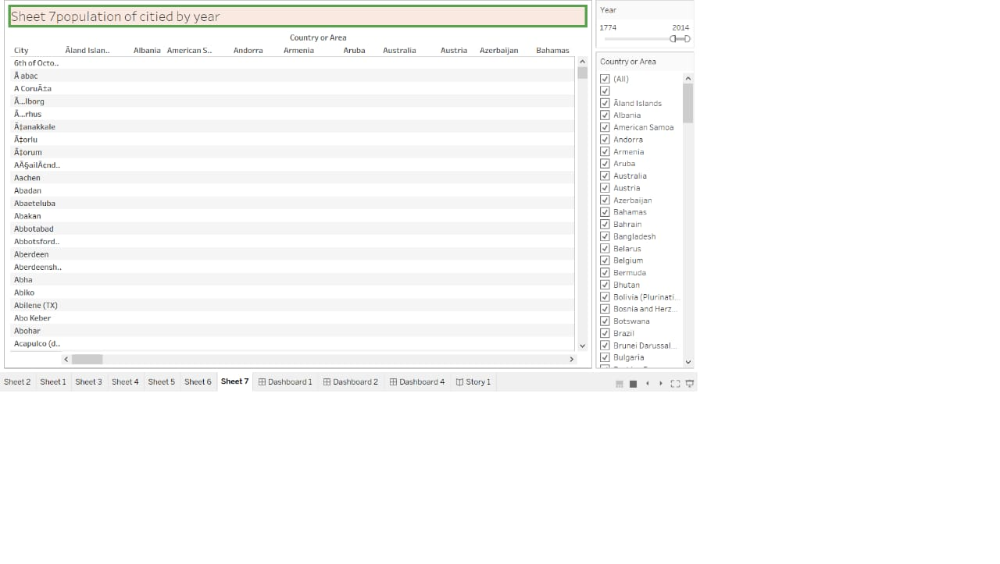 Sheet 7population of citied by year
Country or Area
City Äland Islan.. Albania American S.. Andorra Armenia Aruba Australia Austria Azerbaijan Bahamas
6th of Octo..
Å abac
A CoruÃ±a
Ã…lborg
Ã…rhus
Ã‡anakkale
Ã‡orlu
Ã‡orum
AÃ§ailÃ¢nd..
Aachen
Abadan
Abaeteluba
Abakan
Abbotabad
Abbotsford..
Aberdeen
Aberdeensh..
Abha
Abiko
Abilene (TX)
Abo Keber
Abohar
Acapulco (d..
Year
1774 2014
Country or Area
(All)
Äland Islands
Albania
American Samoa
Andorra
Armenia
Aruba
Australia
Austria
Azerbaijan
Bahamas
Bahrain
Bangladesh
Belarus
Belgium
Bermuda
Bhutan
Bolivia (Plurinati...
Bosnia and Herz...
Botswana
Brazil
Brunei Darussal...
Bulgaria
Sheet 2 Sheet 1 Sheet 3 Sheet 4 Sheet 5 Sheet 6 Sheet 7 Dashboard 1 Dashboard 2 Dashboard 4 Story 1